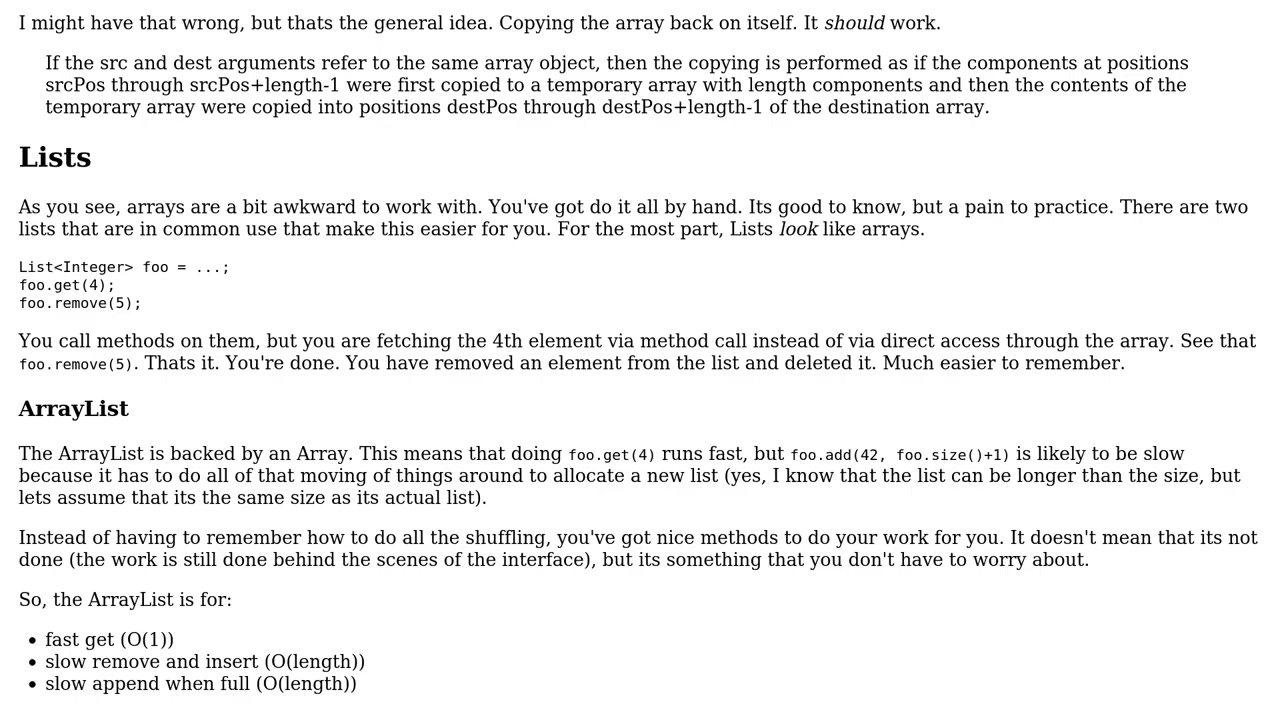 I might have that wrong, but thats the general idea. Copying the array back on itself. It should work.
If the src and dest arguments refer to the same array object, then the copying is performed as if the components at positions
srcPos through srcPos+length-1 were first copied to a temporary array with length components and then the contents of the
temporary array were copied into positions destPos through destPos+length-1 of the destination array.
Lists
As you see, arrays are a bit awkward to work with. You've got do it all by hand. Its good to know, but a pain to practice. There are two
lists that are in common use that make this easier for you. For the most part, Lists look like arrays.
List<Integer> foo = ...;
foo.get(4);
foo.remove(5);
You call methods on them, but you are fetching the 4th element via method call instead of via direct access through the array. See that
foo.remove(5). Thats it. You're done. You have removed an element from the list and deleted it. Much easier to remember.
ArrayList
The ArrayList is backed by an Array. This means that doing foo.get(4) runs fast, but foo.add(42, foo.size()+1) is likely to be slow
because it has to do all of that moving of things around to allocate a new list (yes, I know that the list can be longer than the size, but
lets assume that its the same size as its actual list).
Instead of having to remember how to do all the shuffling, you've got nice methods to do your work for you. It doesn't mean that its not
done (the work is still done behind the scenes of the interface), but its something that you don't have to worry about.
So, the ArrayList is for:
• fast get (O(1))
• slow remove and insert (O(length))
• slow append when full (O(length))